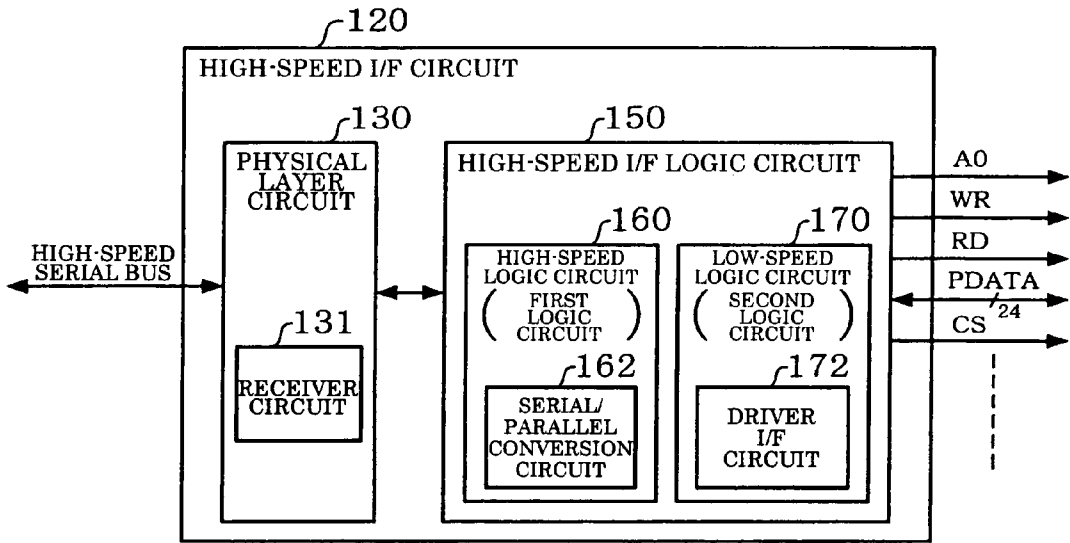 120
HIGH-SPEED I/F CIRCUIT
130
PHYSICAL
LAYER
CIRCUIT
150
HIGH-SPEED I/F LOGIC CIRCUIT
A0
WR
RD
PDATA
24
CS
HIGH-SPEED
SERIAL BUS
131
RECEIVER
CIRCUIT
160
HIGH-SPEED
LOGIC CIRCUIT
( FIRST
LOGIC
CIRCUIT )
162
SERIAL/
PARALLEL
CONVERSION
CIRCUIT
170
LOW-SPEED
LOGIC CIRCUIT
( SECOND
LOGIC
CIRCUIT )
172
DRIVER
I/F
CIRCUIT